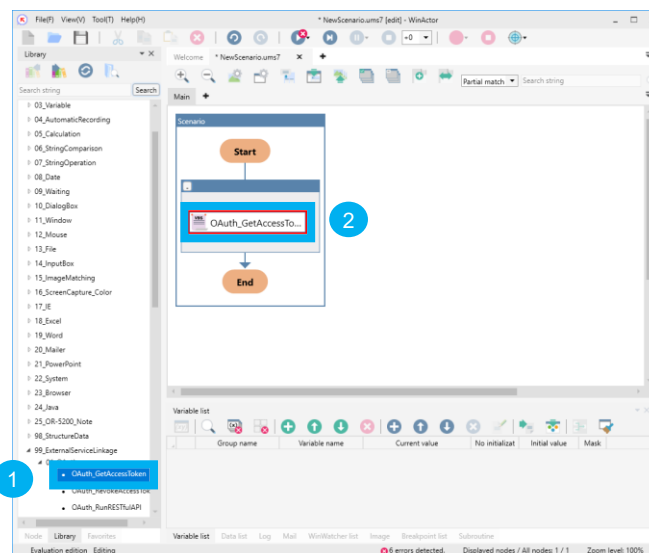 File(F) View(V) Tool(T) Help(H)
* NewScenario.ums7 [edit] - WinActor
+0
Library
Welcome
* NewScenario.ums7
Search string
Search
Partial match
Search string
Main
03_Variable
04_AutomaticRecording
05_Calculation
06_StringComparison
07_StringOperation
08_Date
09_Waiting
10_DialogBox
11_Window
12_Mouse
13_File
14_InputBox
15_ImageMatching
16_ScreenCapture_Color
17_IE
18_Excel
19_Word
20_Mailer
21_PowerPoint
22_System
23_Browser
24_Java
25_OR-5200_Note
98_StructureData
99_ExternalServiceLinkage
1
OAuth_GetAccessToken
OAuth_RevokeAccessTok
OAuth_RunRESTfulAPI
Scenario
Start
OAuth_GetAccessTo...
2
End
Variable list
Group name
Variable name
Current value
No initializat
Initial value
Mask
Node Library Favorites
Variable list Data list Log Mail WinWatcher list Image Breakpoint list Subroutine
Evaluation edition Editing
6 errors detected. Displayed nodes / All nodes: 1 / 1 Zoom level: 100%